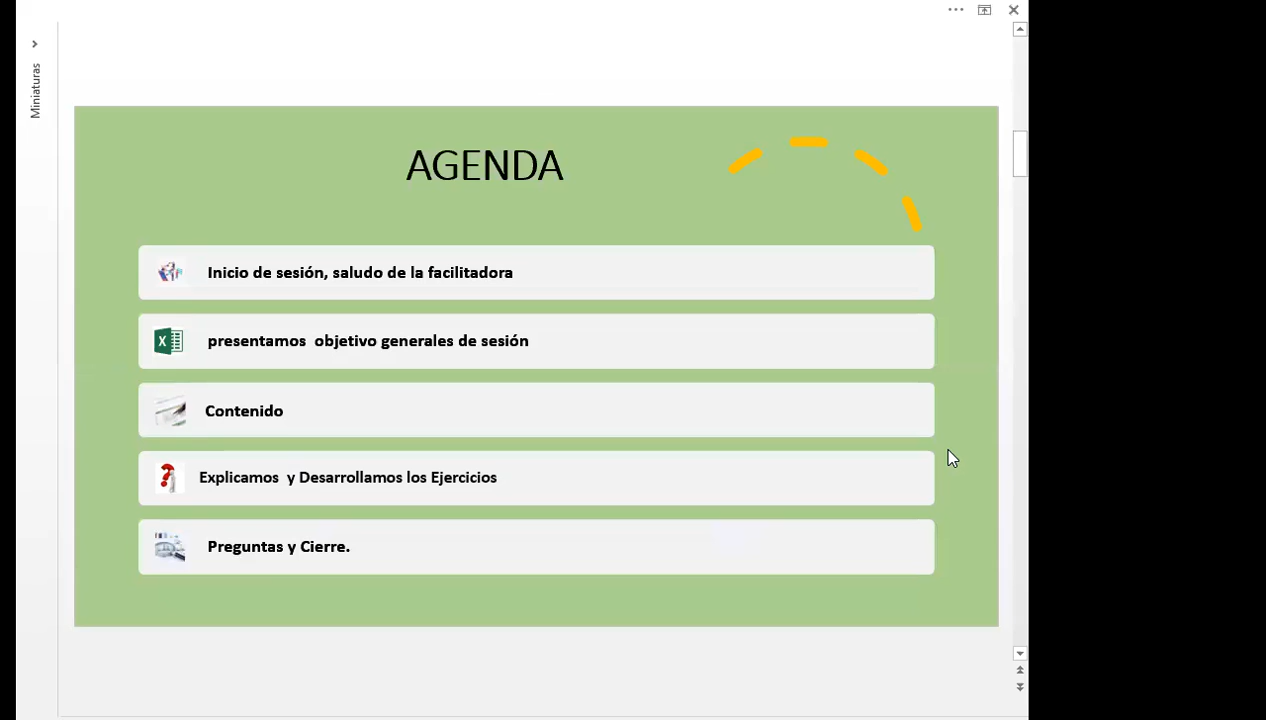 Miniaturas
AGENDA
Inicio de sesión, saludo de la facilitadora
presentamos  objetivo generales de sesión
Contenido
Explicamos  y Desarrollamos los Ejercicios
Preguntas y Cierre.